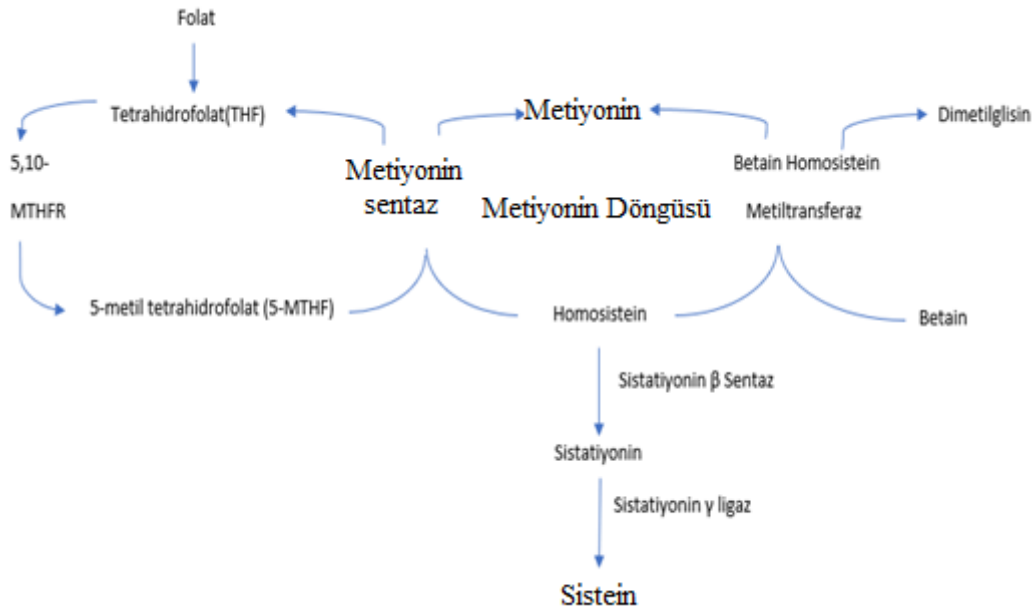 Folat
Tetrahidrofolat(THF)
Metiyonin
Dimetilglisin
5,10-
MTHFR
Metiyonin
sentaz
Metiyonin Döngüsü
Betain Homosistein
Metiltransferaz
5-metil tetrahidrofolat (5-MTHF)
Homosistein
Betain
Sistatiyonin β Sentaz
Sistatiyonin
Sistatiyonin γ ligaz
Sistein